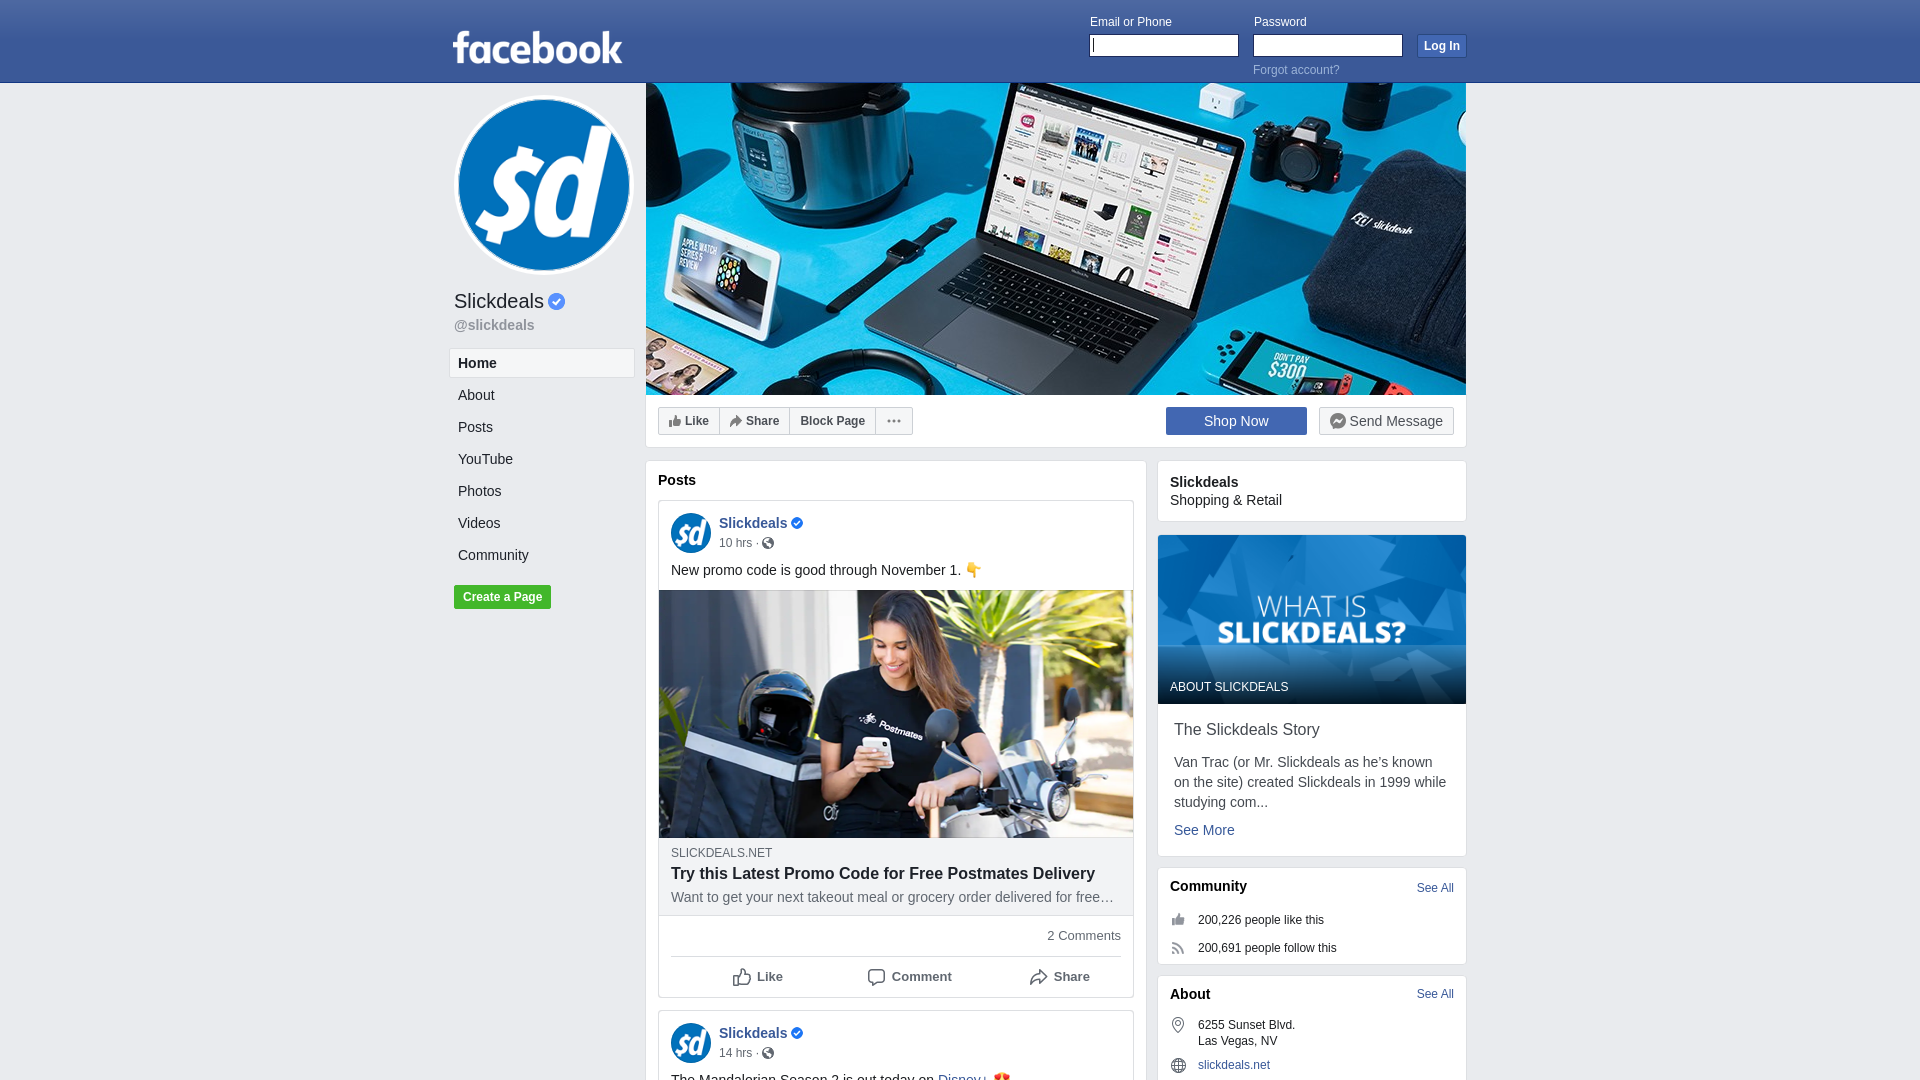 facebook
Email or Phone
Password
Log In
Forgot account?
$d
Slickdeals
@slickdeals
Home
About
Posts
YouTube
Photos
Videos
Community
Create a Page
APPLE WATCH
SERIES 5
REVIEW
slickdeals
DON'T PAY
$300
Like
Share
Block Page
Shop Now
Send Message
Posts
$d
Slickdeals
10 hrs ·
New promo code is good through November 1. 👇
Postmates
SLICKDEALS.NET
Try this Latest Promo Code for Free Postmates Delivery
Want to get your next takeout meal or grocery order delivered for free…
2 Comments
Like
Comment
Share
$d
Slickdeals
14 hrs ·
The Mandalorian Season 2 is out today on Disney+ 😍
Slickdeals
Shopping & Retail
WHAT IS
SLICKDEALS?
ABOUT SLICKDEALS
The Slickdeals Story
Van Trac (or Mr. Slickdeals as he’s known
on the site) created Slickdeals in 1999 while
studying com...
See More
Community
See All
200,226 people like this
200,691 people follow this
About
See All
6255 Sunset Blvd.
Las Vegas, NV
slickdeals.net